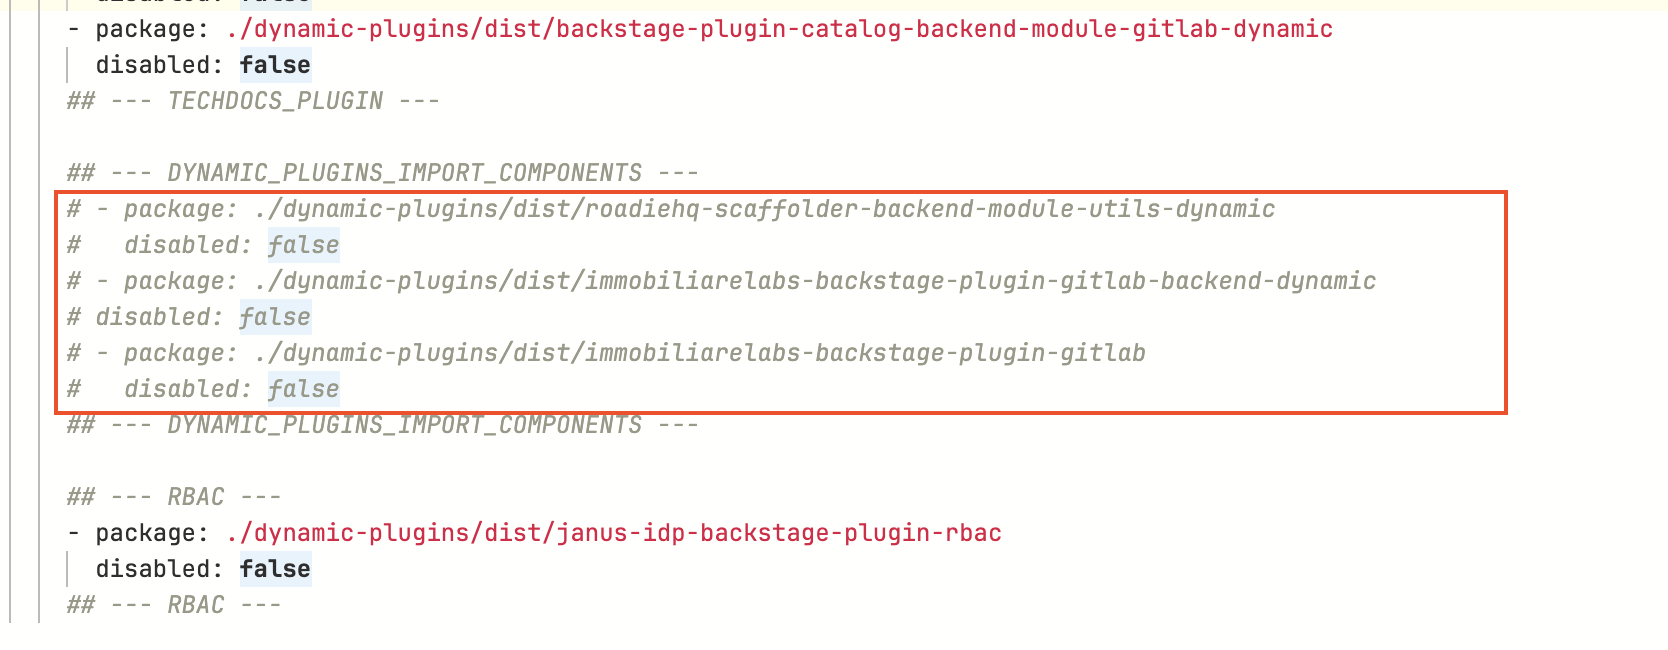 - package: ./dynamic-plugins/dist/backstage-plugin-catalog-backend-module-gitlab-dynamic
disabled: false
## --- TECHDOCS_PLUGIN ---
## --- DYNAMIC_PLUGINS_IMPORT_COMPONENTS ---
# - package: ./dynamic-plugins/dist/roadiehq-scaffolder-backend-module-utils-dynamic
#   disabled: false
# - package: ./dynamic-plugins/dist/immobiliarelabs-backstage-plugin-gitlab-backend-dynamic
# disabled: false
# - package: ./dynamic-plugins/dist/immobiliarelabs-backstage-plugin-gitlab
#   disabled: false
## --- DYNAMIC_PLUGINS_IMPORT_COMPONENTS ---
## --- RBAC ---
- package: ./dynamic-plugins/dist/janus-idp-backstage-plugin-rbac
disabled: false
## --- RBAC ---